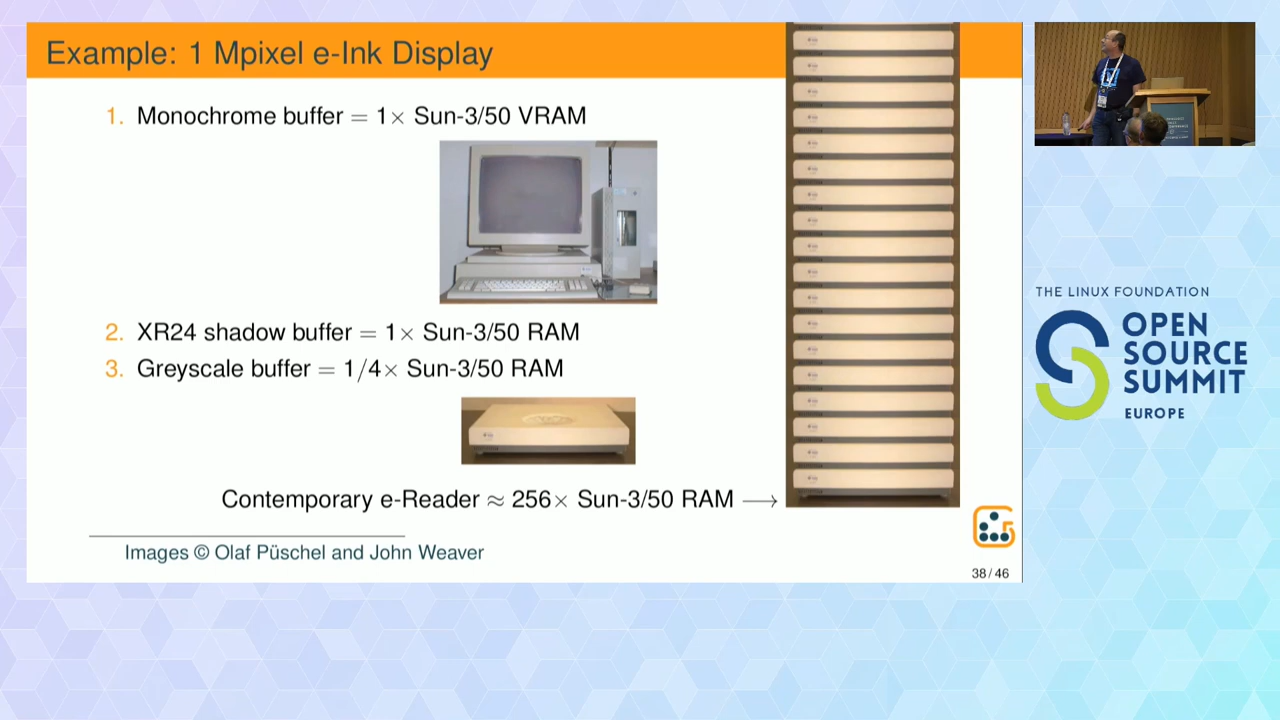 Example: 1 Mpixel e-Ink Display
1. Monochrome buffer = 1× Sun-3/50 VRAM
2. XR24 shadow buffer = 1× Sun-3/50 RAM
3. Greyscale buffer = 1/4× Sun-3/50 RAM
Contemporary e-Reader ≈ 256× Sun-3/50 RAM →
Images © Olaf Püschel and John Weaver
38/46
THE LINUX FOUNDATION
OPEN
SOURCE
SUMMIT
EUROPE